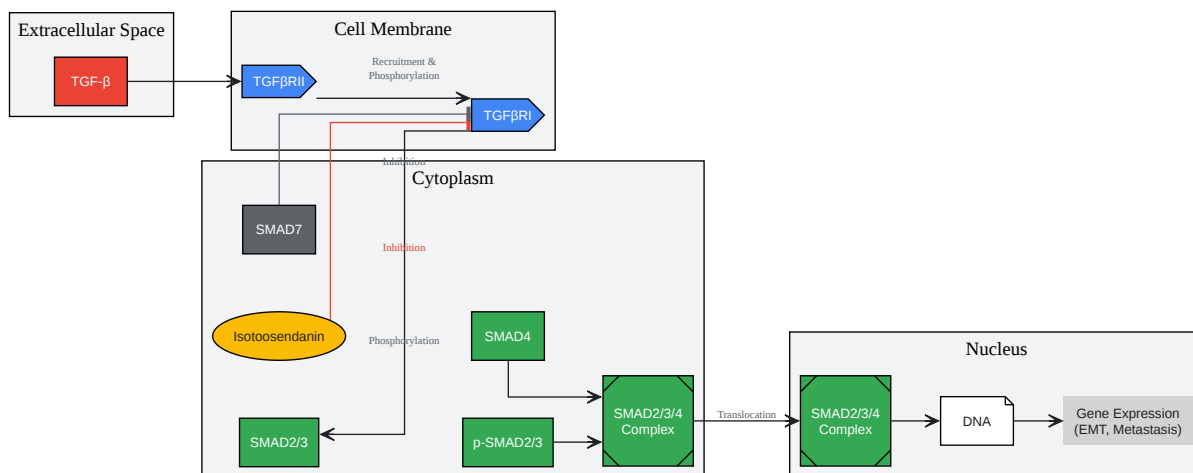 Extracellular Space
TGF-β
Cell Membrane
TGFβRII
Recruitment &
Phosphorylation
TGFβRI
Inhibition
Cytoplasm
SMAD7
Inhibition
Isotoosendanin
Phosphorylation
SMAD4
SMAD2/3
p-SMAD2/3
SMAD2/3/4
Complex
Translocation
Nucleus
SMAD2/3/4
Complex
DNA
Gene Expression
(EMT, Metastasis)